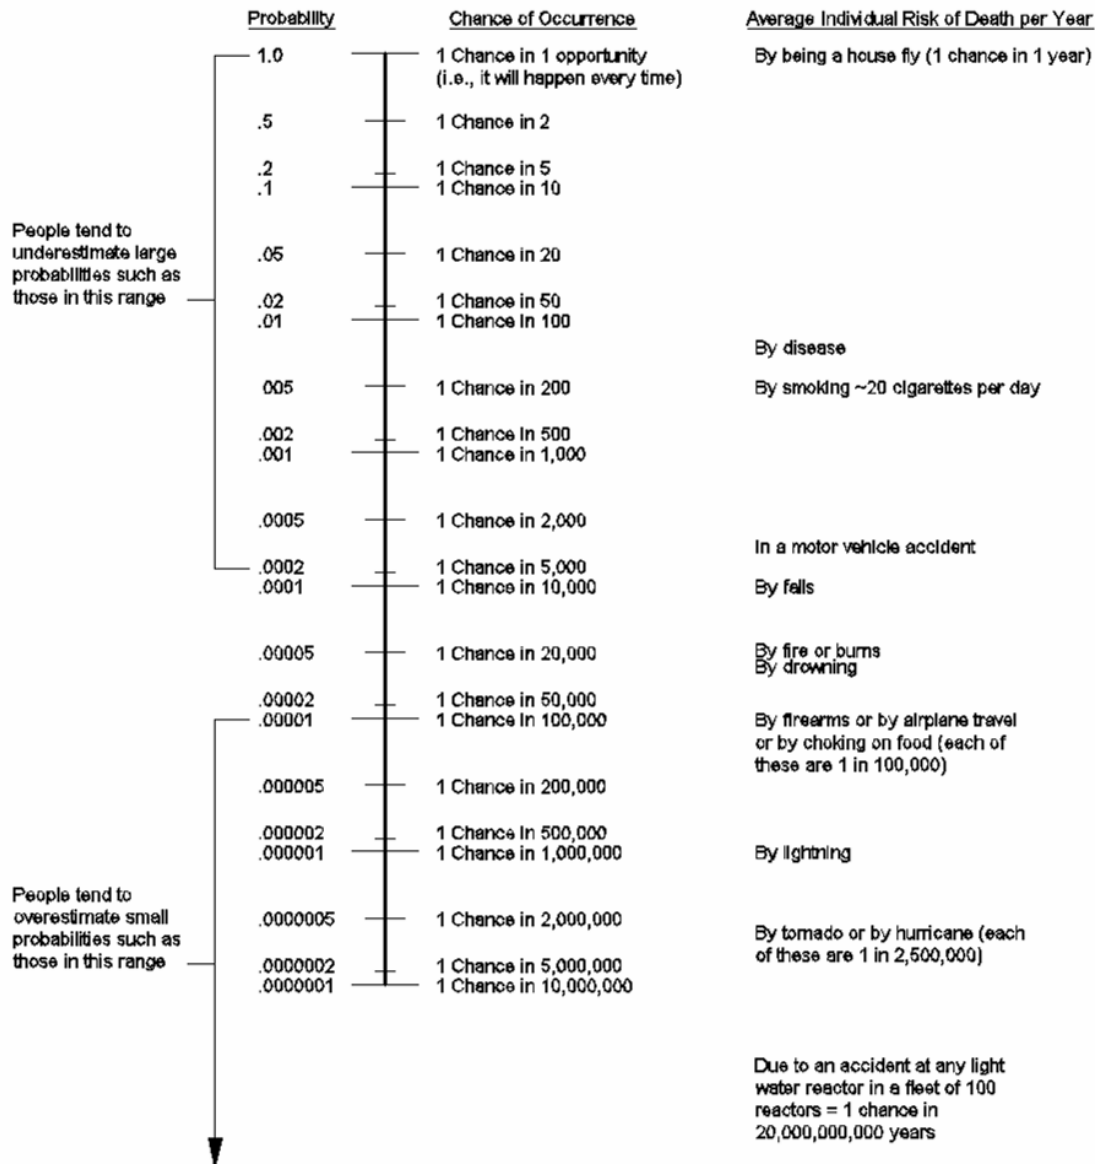 Probability Chance of Occurrence Average Individual Risk of Death per Year
1.0 1 Chance in 1 opportunity By being a house fly (1 chance in 1 year)
(i.e., it will happen every time)
.5 1 Chance in 2
.2 1 Chance in 5
.1 1 Chance in 10
People tend to
underestimate large
probabilities such as
those in this range
.05 1 Chance in 20
.02 1 Chance in 50
.01 1 Chance in 100
By disease
005 1 Chance in 200 By smoking ~20 cigarettes per day
.002 1 Chance in 500
.001 1 Chance in 1,000
.0005 1 Chance in 2,000
In a motor vehicle accident
.0002 1 Chance in 5,000
.0001 1 Chance in 10,000 By falls
.00005 1 Chance in 20,000 By fire or burns
By drowning
.00002 1 Chance in 50,000
.00001 1 Chance in 100,000 By firearms or by airplane travel
or by choking on food (each of
these are 1 in 100,000)
.000005 1 Chance in 200,000
.000002 1 Chance in 500,000
.000001 1 Chance in 1,000,000 By lightning
People tend to
overestimate small
probabilities such as
those in this range
.0000005 1 Chance in 2,000,000
By tornado or by hurricane (each
of these are 1 in 2,500,000)
.0000002 1 Chance in 5,000,000
.0000001 1 Chance in 10,000,000
Due to an accident at any light
water reactor in a fleet of 100
reactors = 1 chance in
20,000,000,000 years